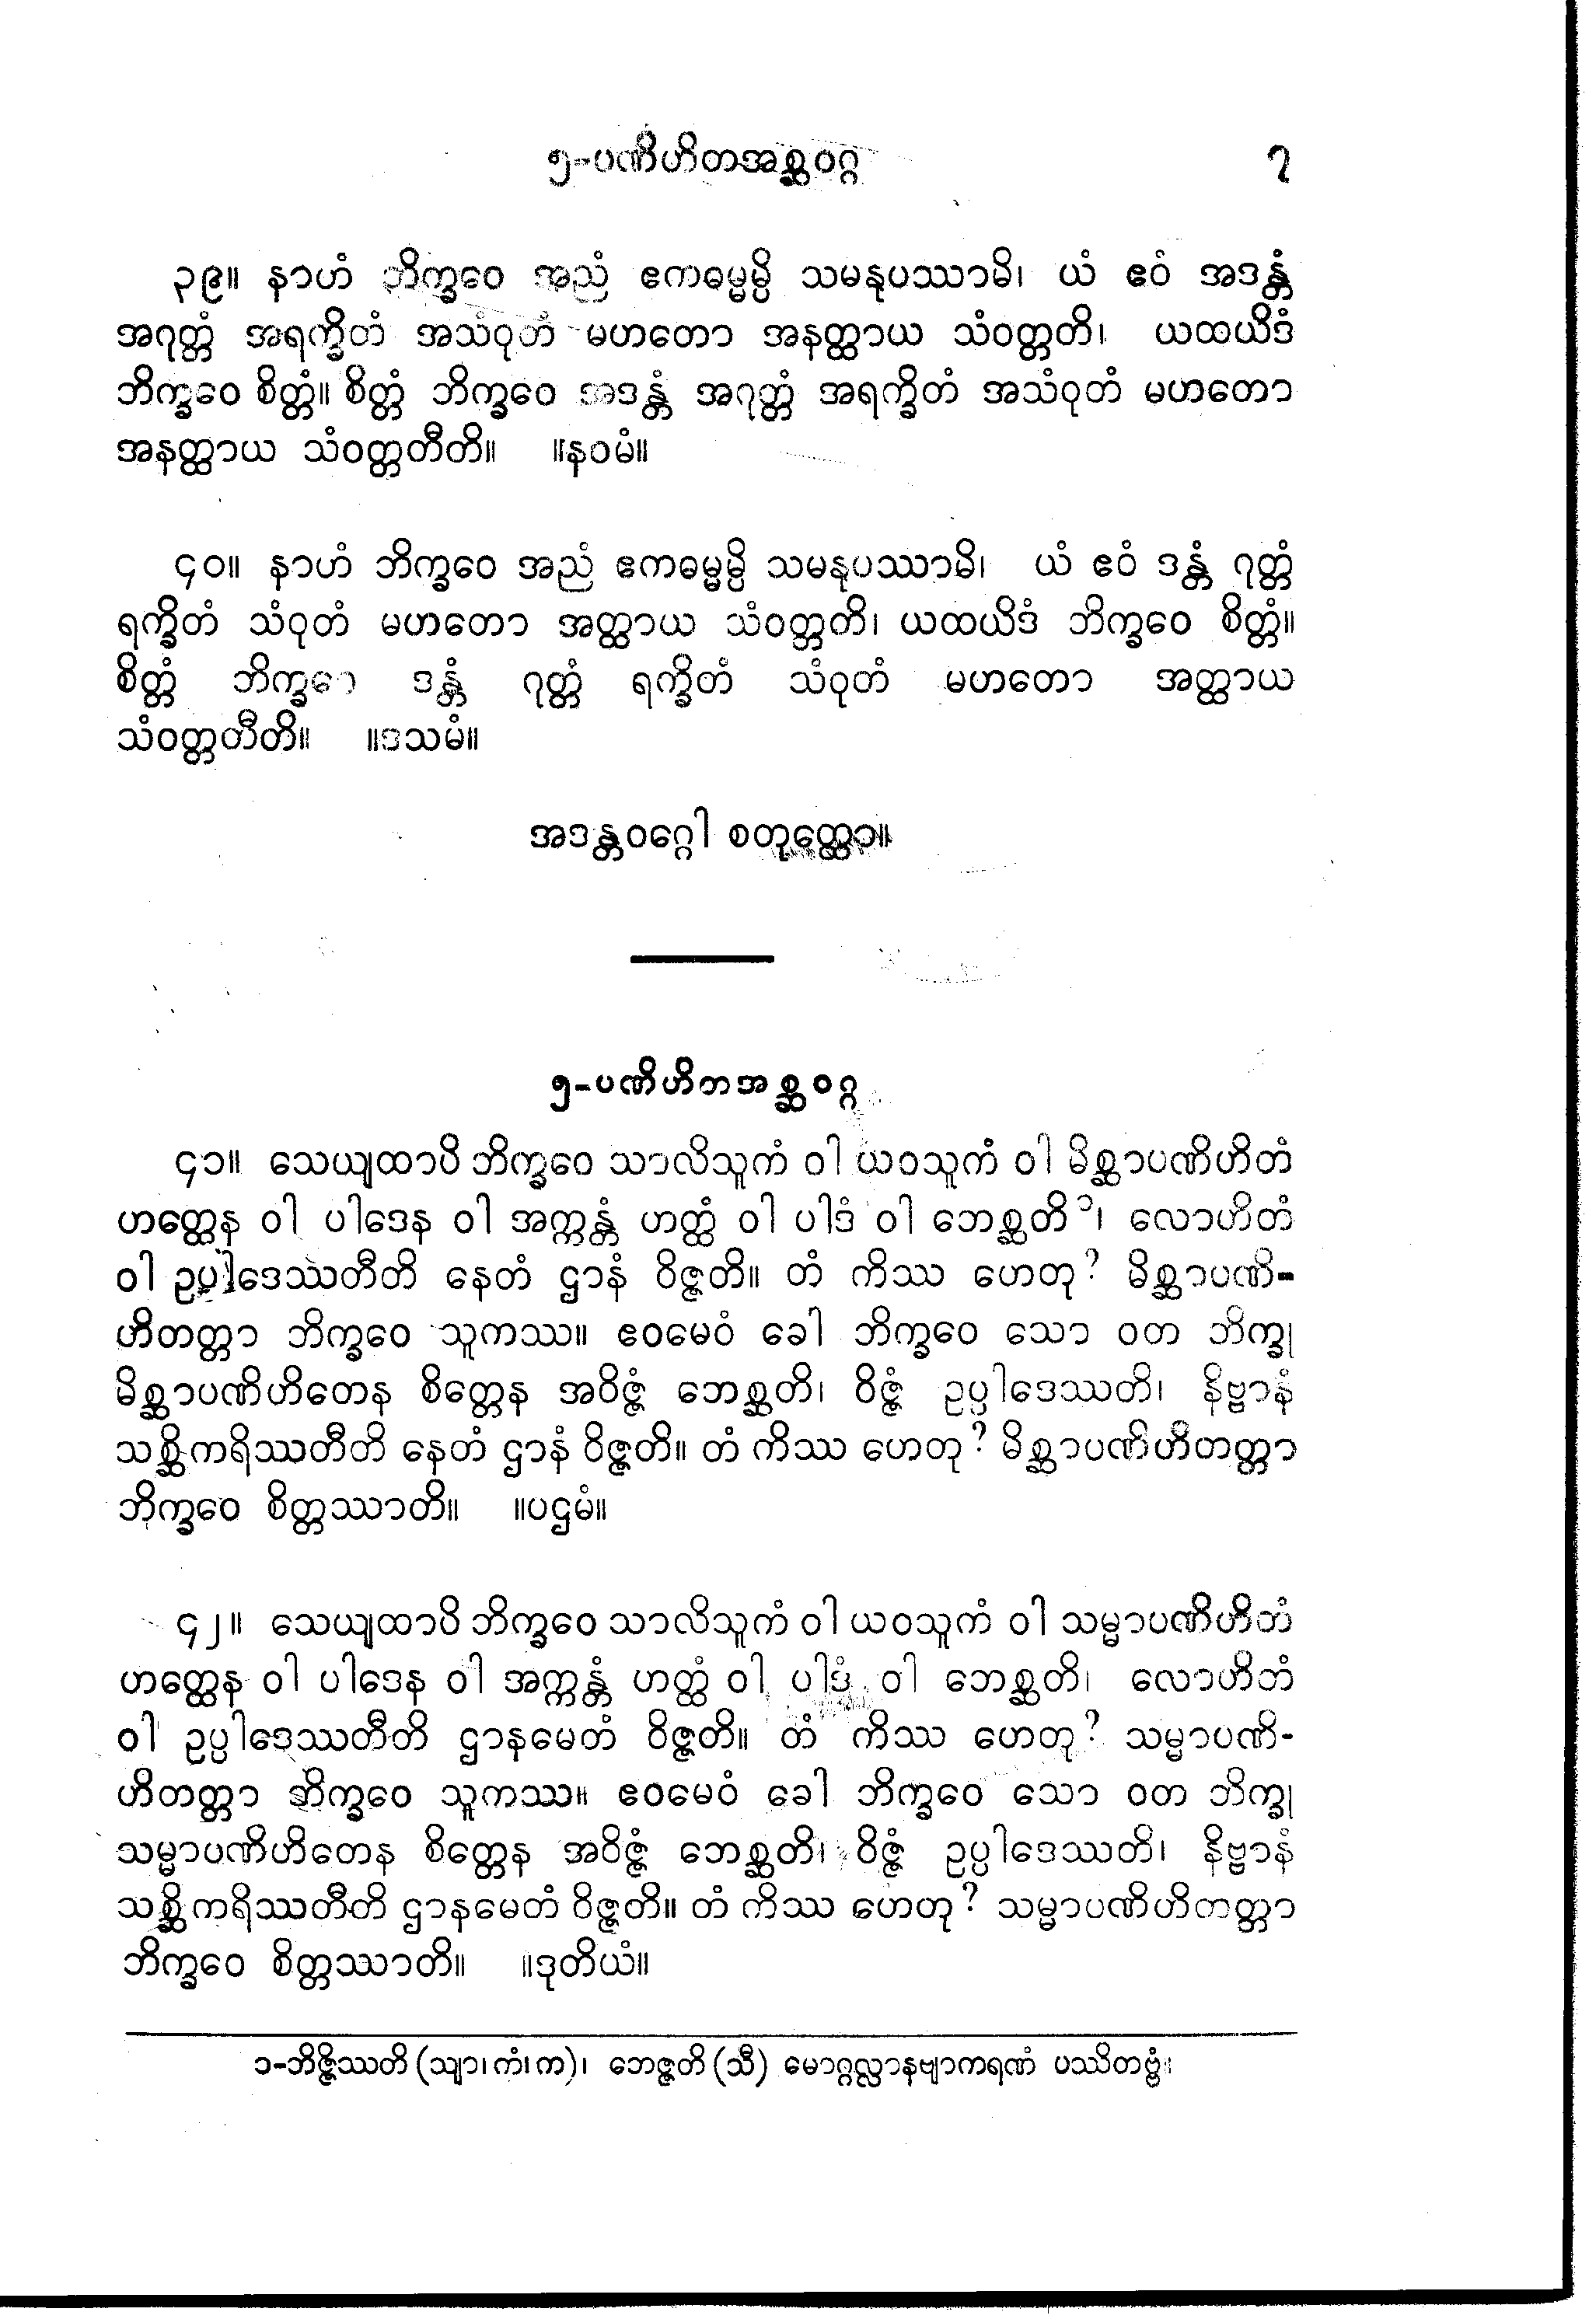 ၅-ပဏိဟိတအစ္ဆဝဂ္ဂ ၇
၃၉။ နာဟံ ဘိက္ခဝေ အညံ ဧကဓမ္မမ္ပိ သမနုပဿာမိ၊ ယံ ဧဝံ အဒန္တံ
အဂုတ္တံ အရက္ခိတံ အသံဝုတံ မဟတော အနတ္ထာယ သံဝတ္တတိ၊ ယထယိဒံ
ဘိက္ခဝေ စိတ္တံ။ စိတ္တံ ဘိက္ခဝေ အဒန္တံ အဂုတ္တံ အရက္ခိတံ အသံဝုတံ မဟတော
အနတ္ထာယ သံဝတ္တတီတိ။ ။နဝမံ။
၄၀။ နာဟံ ဘိက္ခဝေ အညံ ဧကဓမ္မမ္ပိ သမနုပဿာမိ၊ ယံ ဧဝံ ဒန္တံ ဂုတ္တံ
ရက္ခိတံ သံဝုတံ မဟတော အတ္ထာယ သံဝတ္တတိ၊ ယထယိဒံ ဘိက္ခဝေ စိတ္တံ။
စိတ္တံ ဘိက္ခဝေ ဒန္တံ ဂုတ္တံ ရက္ခိတံ သံဝုတံ မဟတော အတ္ထာယ
သံဝတ္တတီတိ။ ။ဒသမံ။
အဒန္တဝဂ္ဂေါ စတုတ္ထော။
၅-ပဏိဟိတအစ္ဆဝဂ္ဂ
၄၁။ သေယျထာပိ ဘိက္ခဝေ သာလိသူကံ ဝါ ယဝသူကံ ဝါ မိစ္ဆာပဏိဟိတံ
ဟတ္ထေန ဝါ ပါဒေန ဝါ အက္ကန္တံ ဟတ္ထံ ဝါ ပါဒံ ဝါ ဘေစ္ဆတိ ၁၊ လောဟိတံ
ဝါ ဥပ္ပါဒေဿတီတိ နေတံ ဌာနံ ဝိဇ္ဇတိ။ တံ ကိဿ ဟေတု? မိစ္ဆာပဏိ-
ဟိတတ္တာ ဘိက္ခဝေ သူကဿ။ ဧဝမေဝံ ခေါ ဘိက္ခဝေ သော ဝတ ဘိက္ခု
မိစ္ဆာပဏိဟိတေန စိတ္တေန အဝိဇ္ဇံ ဘေစ္ဆတိ၊ ဝိဇ္ဇံ ဥပ္ပါဒေဿတိ၊ နိဗ္ဗာနံ
သစ္ဆိကရိဿတီတိ နေတံ ဌာနံ ဝိဇ္ဇတိ။ တံ ကိဿ ဟေတု? မိစ္ဆာပဏိဟိတတ္တာ
ဘိက္ခဝေ စိတ္တဿာတိ။ ။ပဌမံ။
၄၂။ သေယျထာပိ ဘိက္ခဝေ သာလိသူကံ ဝါ ယဝသူကံ ဝါ သမ္မာပဏိဟိတံ
ဟတ္ထေန ဝါ ပါဒေန ဝါ အက္ကန္တံ ဟတ္ထံ ဝါ ပါဒံ ဝါ ဘေစ္ဆတိ၊ လောဟိတံ
ဝါ ဥပ္ပါဒေဿတီတိ ဌာနမေတံ ဝိဇ္ဇတိ။ တံ ကိဿ ဟေတု? သမ္မာပဏိ-
ဟိတတ္တာ ဘိက္ခဝေ သူကဿ။ ဧဝမေဝံ ခေါ ဘိက္ခဝေ သော ဝတ ဘိက္ခု
သမ္မာပဏိဟိတေန စိတ္တေန အဝိဇ္ဇံ ဘေစ္ဆတိ၊ ဝိဇ္ဇံ ဥပ္ပါဒေဿတိ၊ နိဗ္ဗာနံ
သစ္ဆိကရိဿတီတိ ဌာနမေတံ ဝိဇ္ဇတိ။ တံ ကိဿ ဟေတု? သမ္မာပဏိဟိတတ္တာ
ဘိက္ခဝေ စိတ္တဿာတိ။ ။ဒုတိယံ။
၁-ဘိဇ္ဇိဿတိ (သျာ၊ ကံ၊ က)၊ ဘေဇ္ဇတိ (သီ) မောဂ္ဂလ္လာနဗျာကရဏံ ပဿိတဗ္ဗံ။